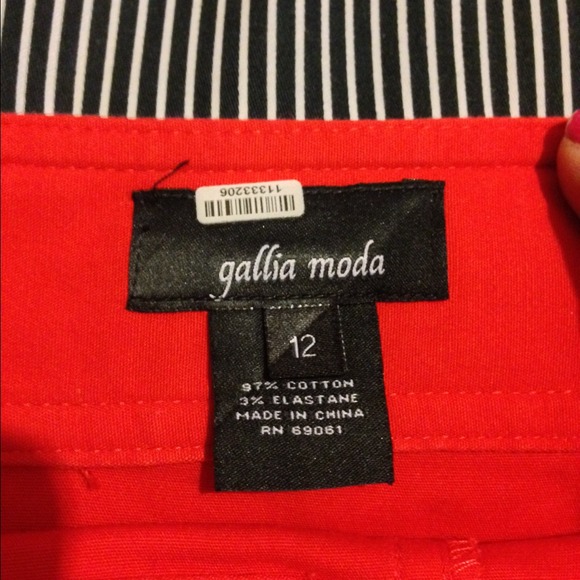 11333206
gallia moda
12
97% COTTON
3% ELASTANE
MADE IN CHINA
RN 69061